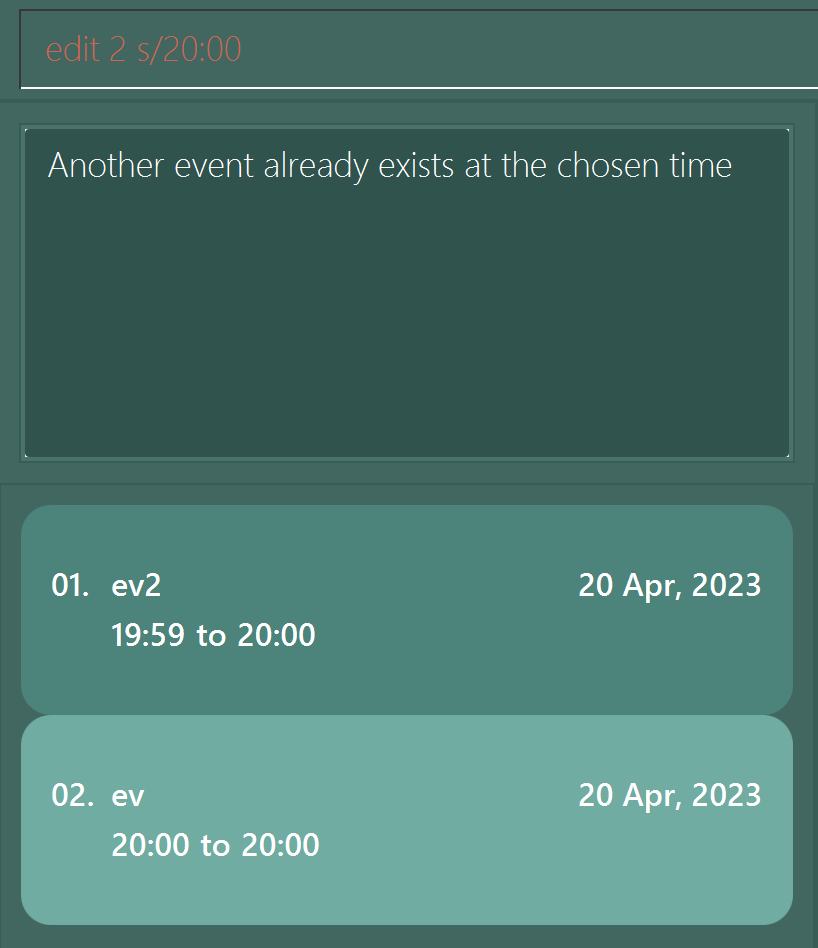 edit 2 s/20:00
Another event already exists at the chosen time
01. ev2 20 Apr, 2023
19:59 to 20:00
02. ev 20 Apr, 2023
20:00 to 20:00